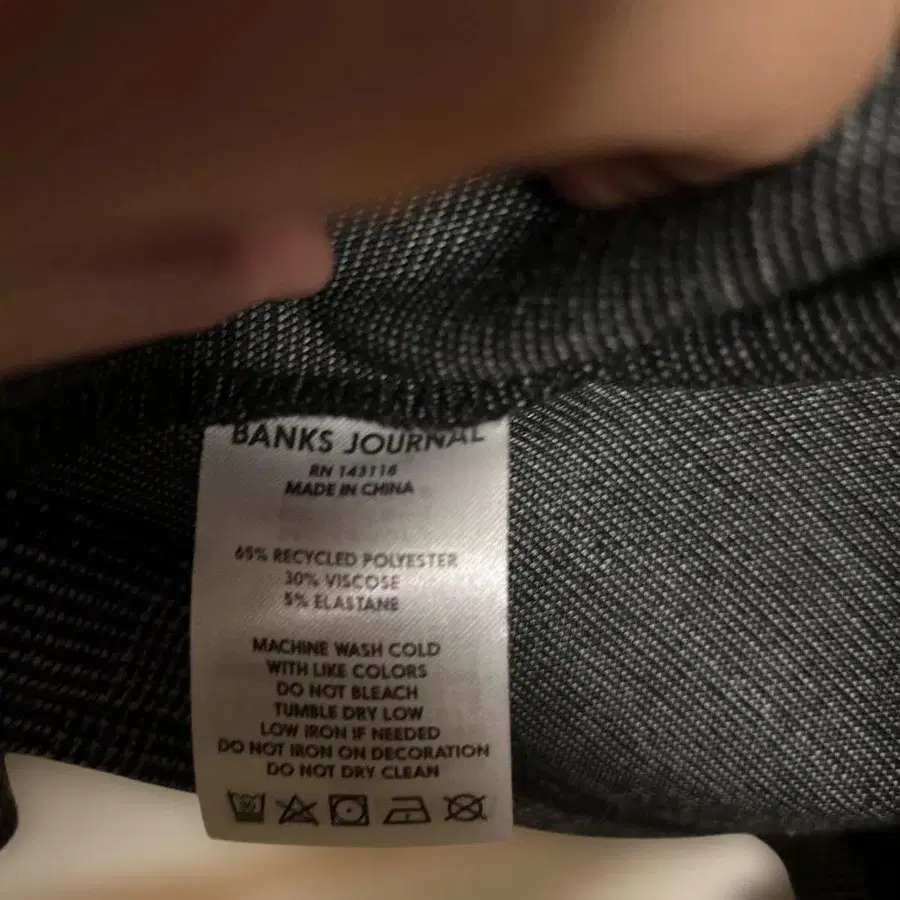 BANKS JOURNAL
RN 143116
MADE IN CHINA
65% RECYCLED POLYESTER
30% VISCOSE
5% ELASTANE
MACHINE WASH COLD
WITH LIKE COLORS
DO NOT BLEACH
TUMBLE DRY LOW
LOW IRON IF NEEDED
DO NOT IRON ON DECORATION
DO NOT DRY CLEAN